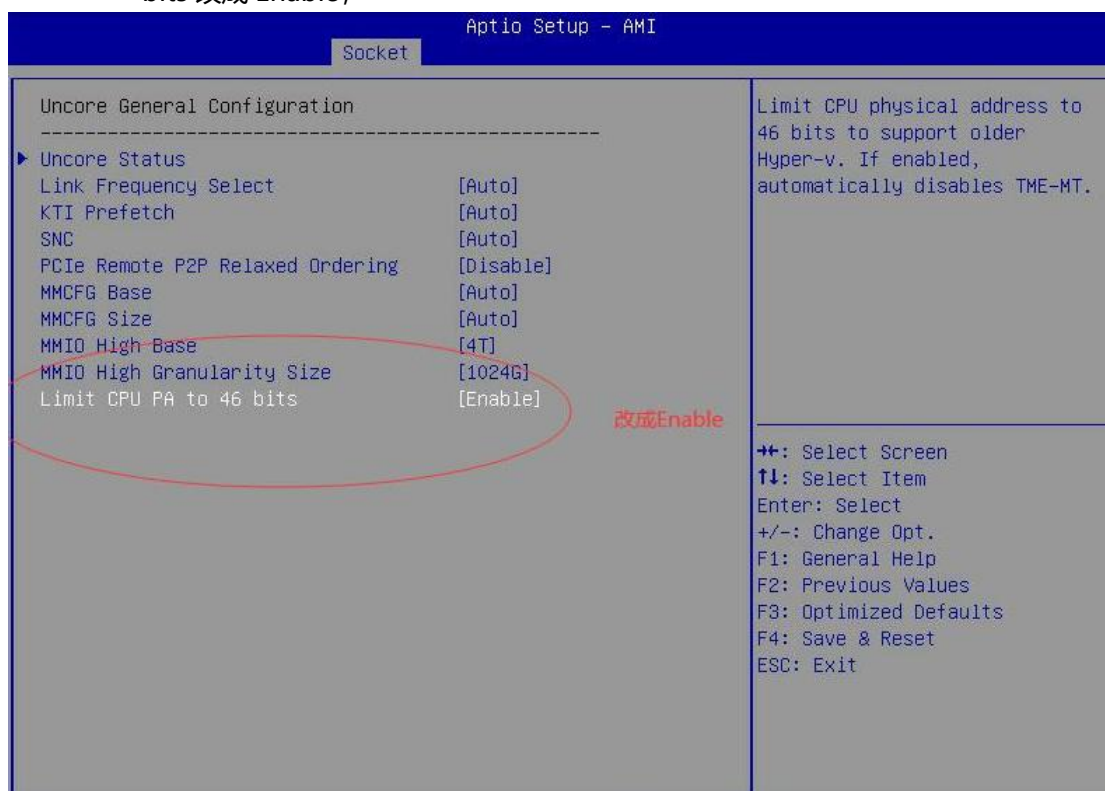 bits 改成 Enable;
Aptio Setup – AMI
Socket
Uncore General Configuration
----------------------------------------------------
Uncore Status
Link Frequency Select [Auto]
KTI Prefetch [Auto]
SNC [Auto]
PCIe Remote P2P Relaxed Ordering [Disable]
MMCFG Base [Auto]
MMCFG Size [Auto]
MMIO High Base [4T]
MMIO High Granularity Size [1024G]
Limit CPU PA to 46 bits [Enable]
改成Enable
Limit CPU physical address to
46 bits to support older
Hyper-v. If enabled,
automatically disables TME-MT.
→←: Select Screen
↑↓: Select Item
Enter: Select
+/-: Change Opt.
F1: General Help
F2: Previous Values
F3: Optimized Defaults
F4: Save & Reset
ESC: Exit